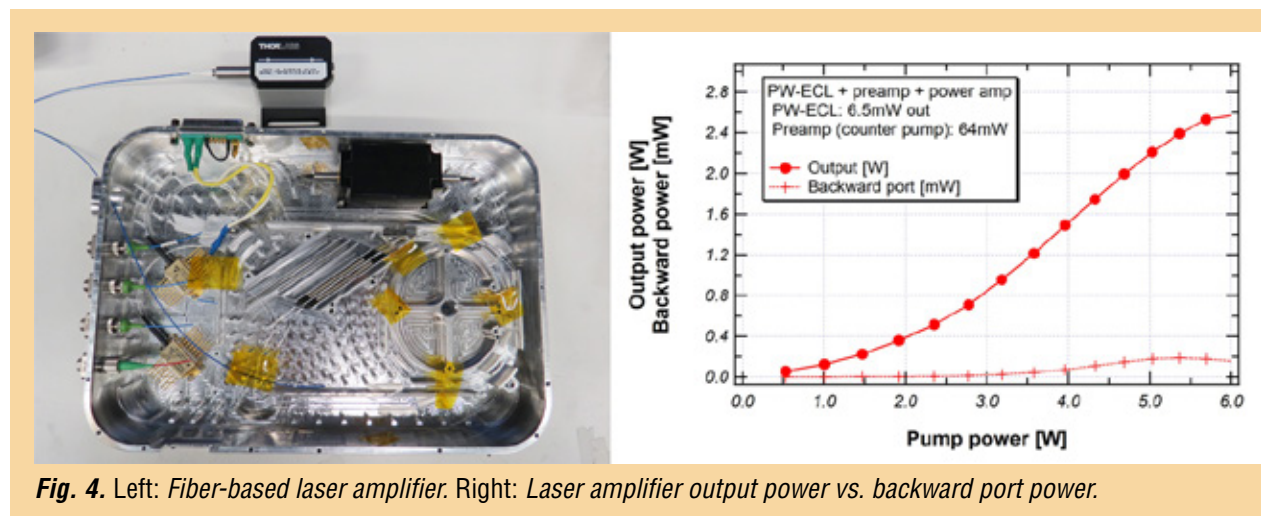 THORLABS
Output power [W]
Backward power [mW]
2.8
2.4
2.0
1.6
1.2
0.8
0.4
0.0
PW-ECL + preamp + power amp
PW-ECL: 6.5mW out
Preamp (counter pump): 64mW
Output [W]
Backward port [mW]
0.0 1.0 2.0 3.0 4.0 5.0 6.0
Pump power [W]
Fig. 4. Left: Fiber-based laser amplifier. Right: Laser amplifier output power vs. backward port power.